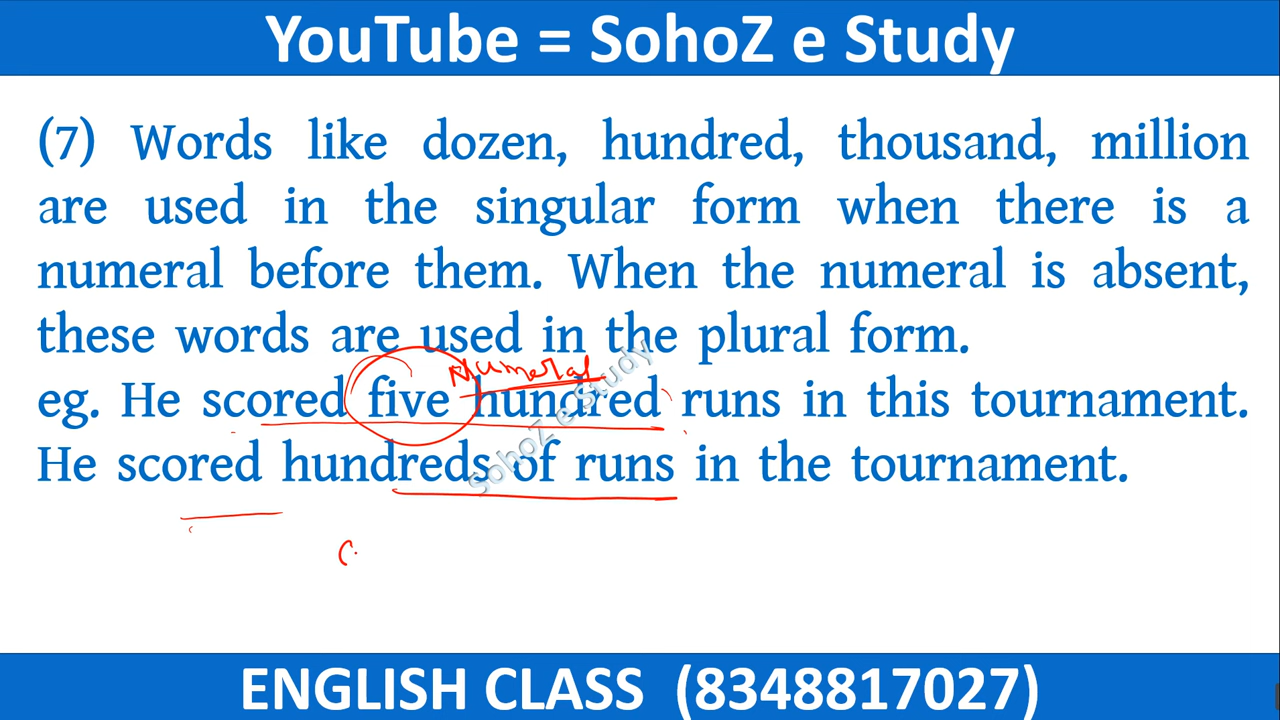 YouTube = SohoZ e Study
(7) Words like dozen, hundred, thousand, million
are used in the singular form when there is a
numeral before them. When the numeral is absent,
these words are used in the plural form.
Numeral
eg. He scored five hundred runs in this tournament.
He scored hundreds of runs in the tournament.
SohoZ e Study
ENGLISH CLASS (8348817027)